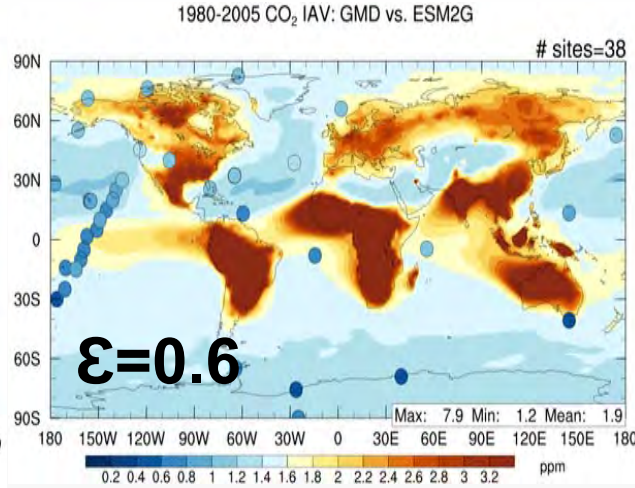 1980-2005 CO₂ IAV: GMD vs. ESM2G
# sites=38
90N
60N
30N
0
30S
60S
90S
ε=0.6
Max: 7.9 Min: 1.2 Mean: 1.9
180 150W 120W 90W 60W 30W 0 30E 60E 90E 120E 150E 180
0.2 0.4 0.6 0.8 1 1.2 1.4 1.6 1.8 2 2.2 2.4 2.6 2.8 3 3.2 ppm